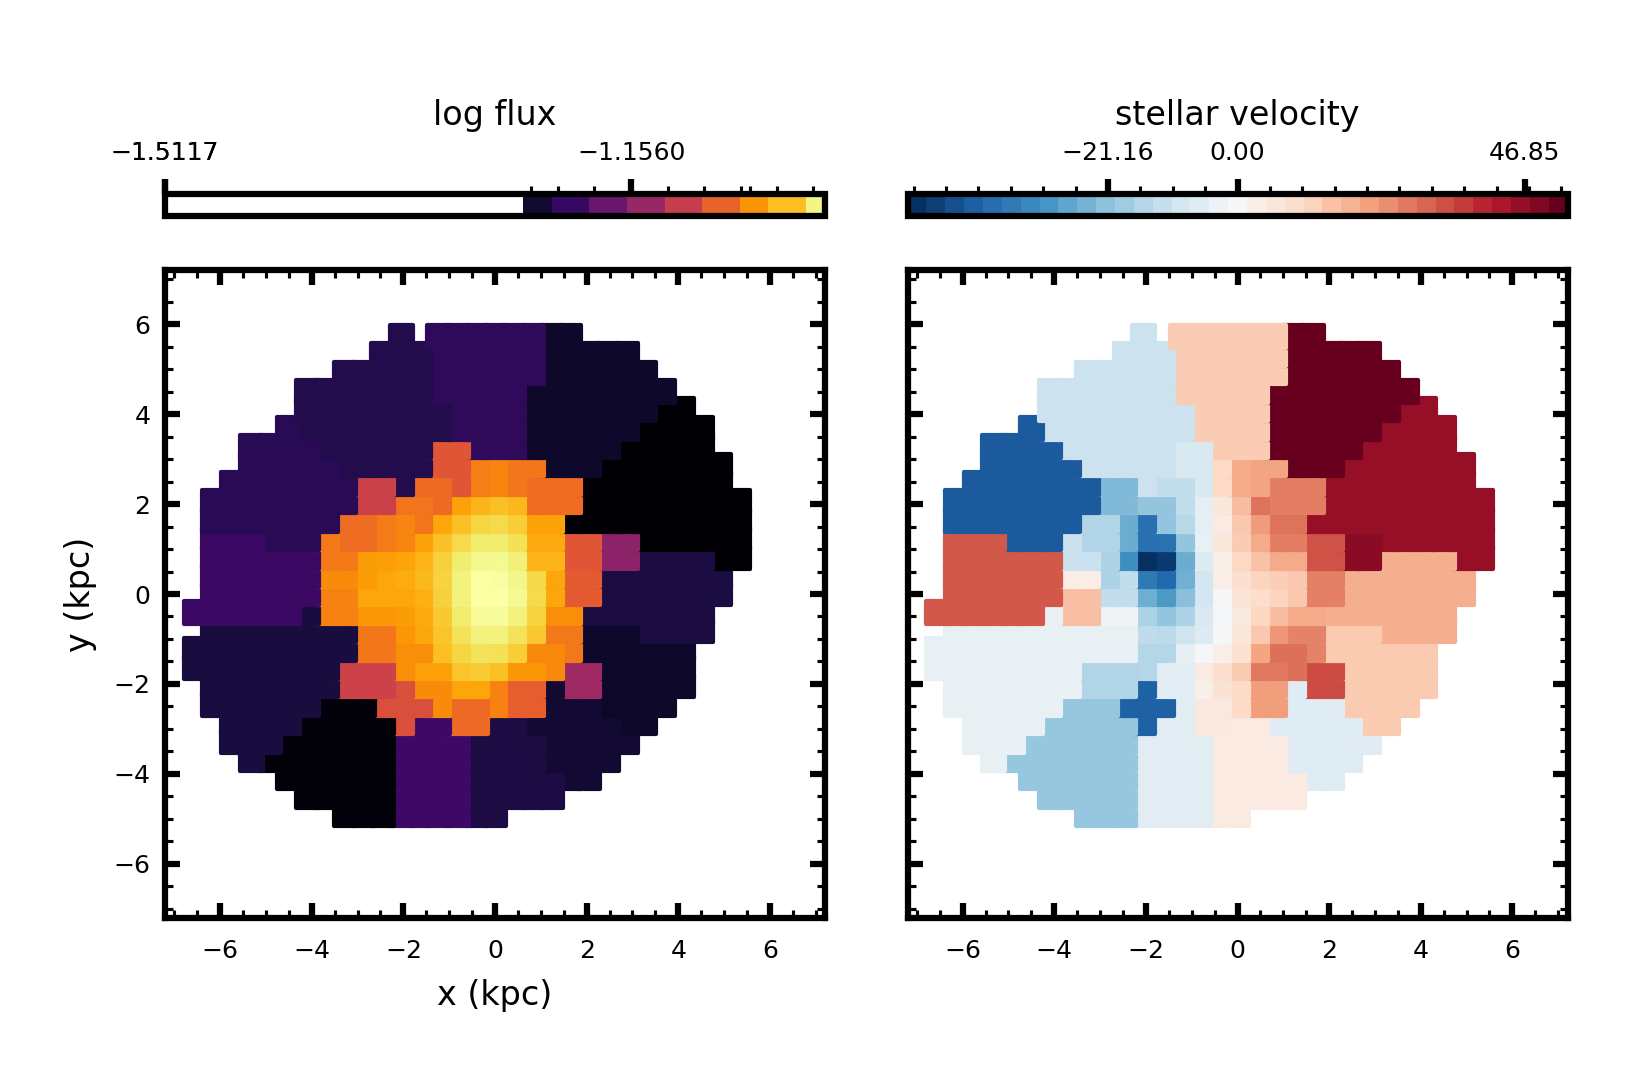 log flux
−1.5117 −1.1560
stellar velocity
−21.16 0.00 46.85
y (kpc)
6
4
2
0
−2
−4
−6
−6 −4 −2 0 2 4 6
x (kpc)
−6 −4 −2 0 2 4 6